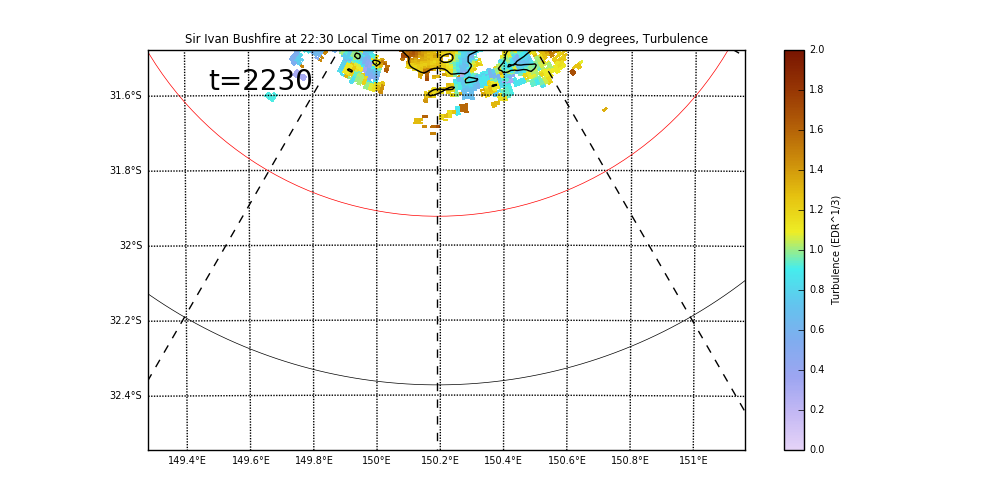 Sir Ivan Bushfire at 22:30 Local Time on 2017 02 12 at elevation 0.9 degrees, Turbulence
t=2230
31.6°S
31.8°S
32°S
32.2°S
32.4°S
149.4°E 149.6°E 149.8°E 150°E 150.2°E 150.4°E 150.6°E 150.8°E 151°E
2.0
1.8
1.6
1.4
1.2
1.0
0.8
0.6
0.4
0.2
0.0
Turbulence (EDR^1/3)